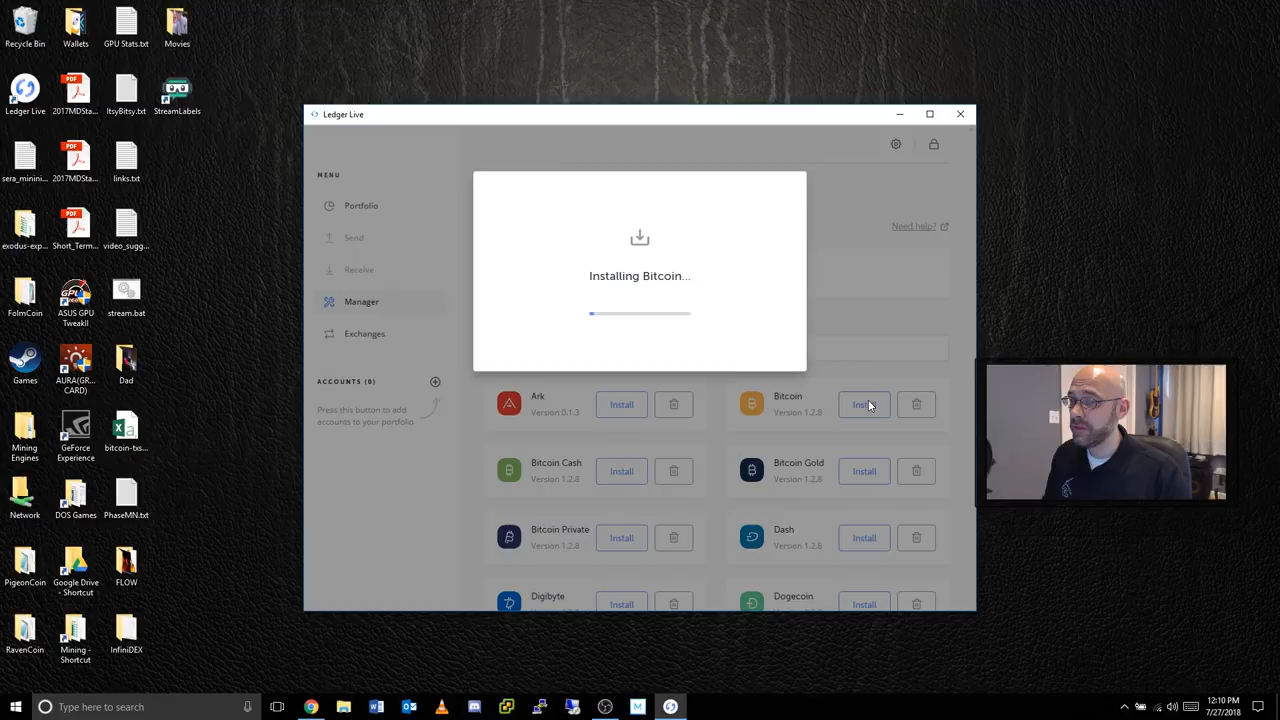 Recycle Bin
Wallets
GPU Stats.txt
Movies
Ledger Live
2017MDSta...
ItsyBitsy.txt
StreamLabels
sera_minini...
2017MDSta...
links.txt
exodus-exp...
Short_Term...
video_sugg...
FolmCoin
ASUS GPU
TweakII
stream.bat
Games
AURA(GR...
CARD)
Dad
Mining
Engines
GeForce
Experience
bitcoin-txs...
Network
DOS Games
PhaseMN.txt
PigeonCoin
Google Drive
- Shortcut
FLOW
RavenCoin
Mining -
Shortcut
InfiniDEX
Ledger Live
MENU
Portfolio
Send
Receive
Manager
Exchanges
ACCOUNTS (0)
Press this button to add
accounts to your portfolio
Need help?
Installing Bitcoin...
Ark
Version 0.1.3
Install
Bitcoin
Version 1.2.8
Install
Bitcoin Cash
Version 1.2.8
Install
Bitcoin Gold
Version 1.2.8
Install
Bitcoin Private
Version 1.2.8
Install
Dash
Version 1.2.8
Install
Digibyte
Install
Dogecoin
Install
Type here to search
12:10 PM
7/27/2018